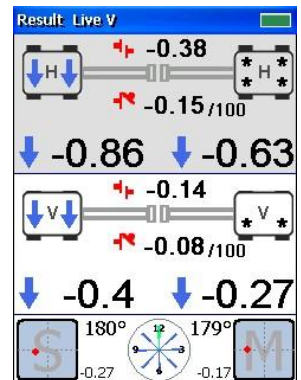 Result Live V
-0.38
H
* H *
* *
-0.15/100
-0.86 -0.63
-0.14
V
V
* *
-0.08/100
-0.4 -0.27
S 180° 12 179° M
9 3
-0.27 6 -0.17